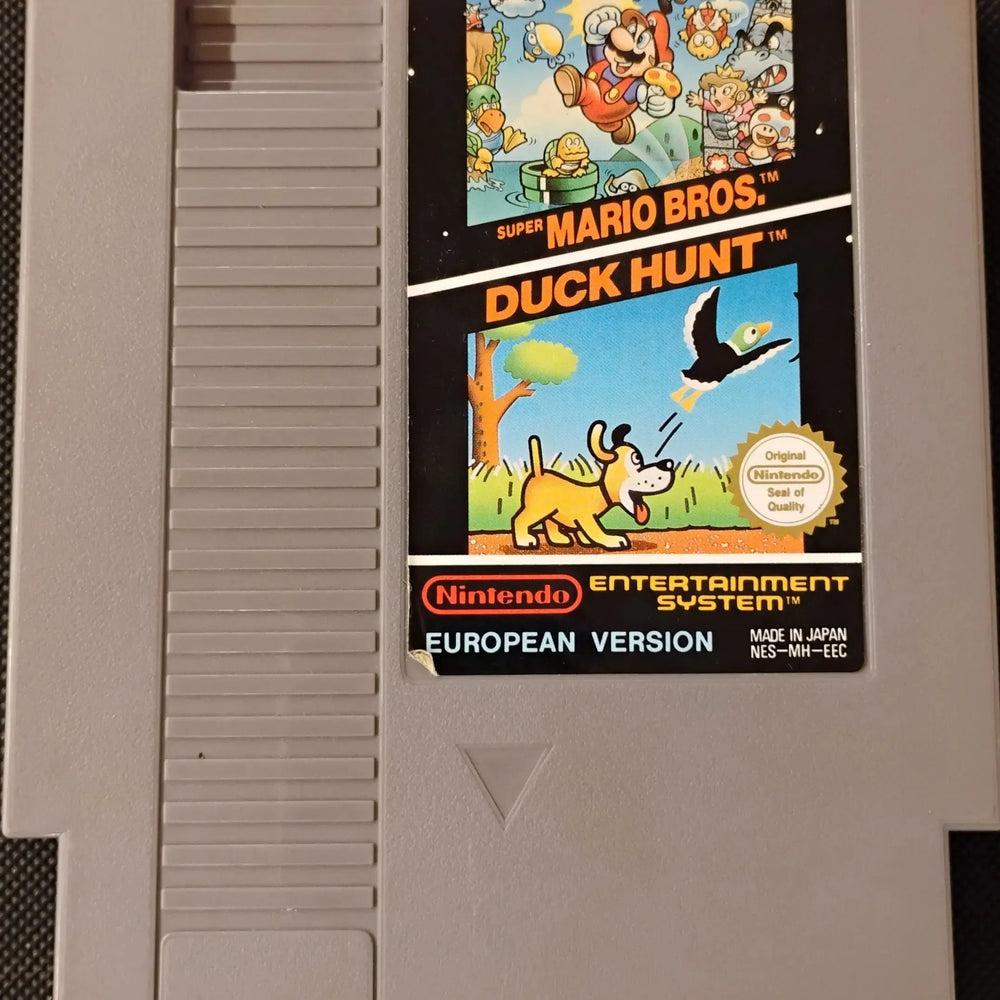 SUPER MARIO BROS.™
DUCK HUNT™
Original
Nintendo
Seal of
Quality
TM
Nintendo ENTERTAINMENT
SYSTEM™
EUROPEAN VERSION
MADE IN JAPAN
NES-MH-EEC